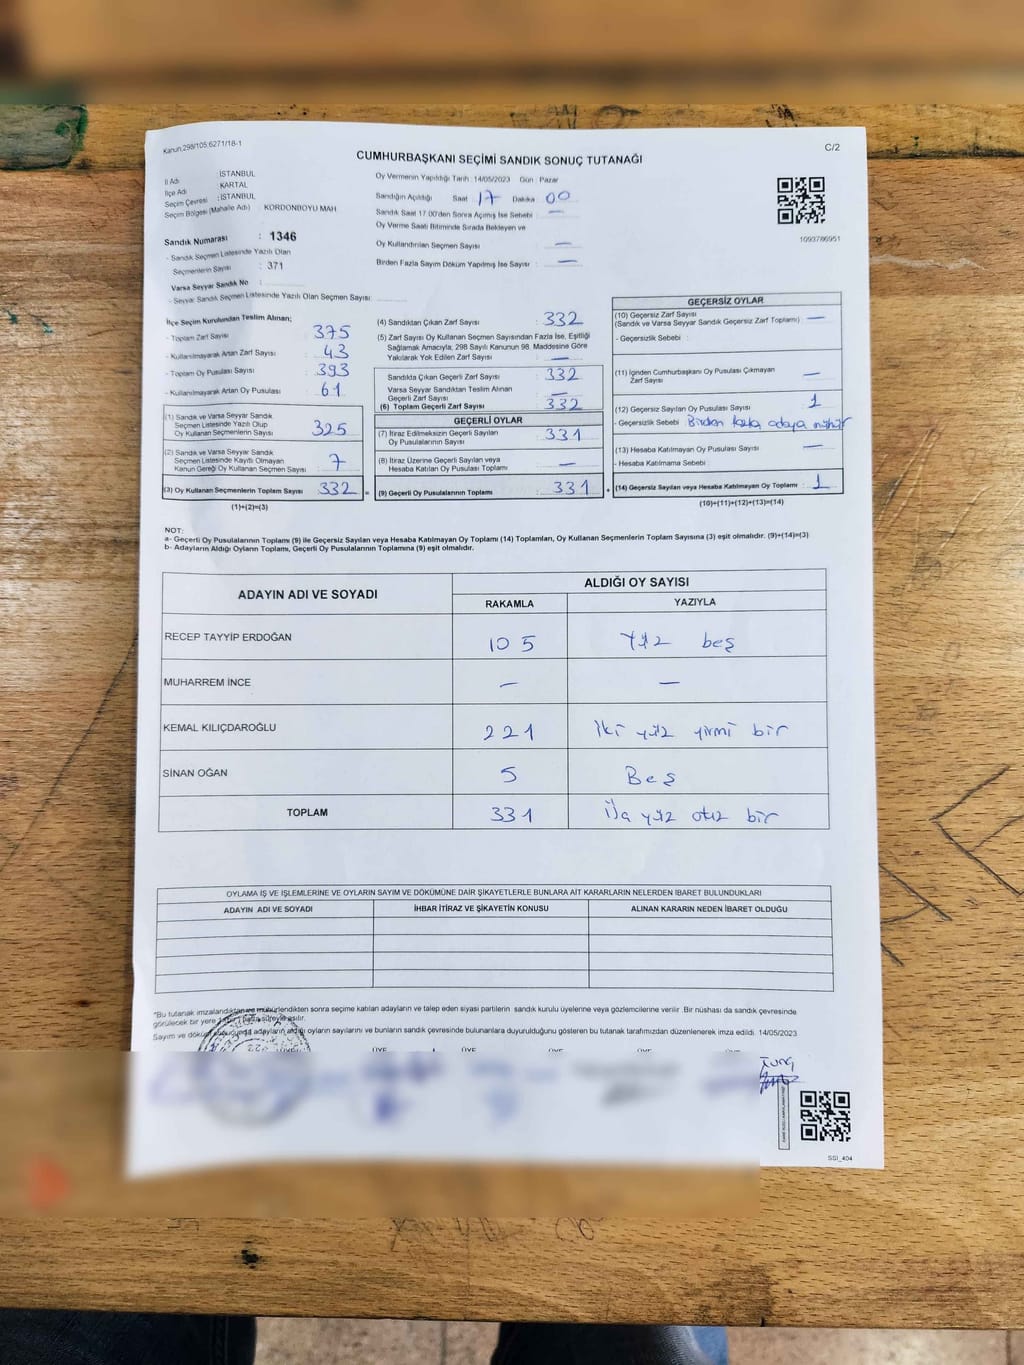 Kanun:298/105;6271/18-1
C/2
CUMHURBAŞKANI SEÇİMİ SANDIK SONUÇ TUTANAĞI
İl Adı : İSTANBUL
İlçe Adı : KARTAL
Seçim Çevresi : İSTANBUL
Seçim Bölgesi (Mahalle Adı) : KORDONBOYU MAH
Sandık Numarası : 1346
- Sandık Seçmen Listesinde Yazılı Olan
Seçmenlerin Sayısı : 371
Varsa Seyyar Sandık No :
- Seyyar Sandık Seçmen Listesinde Yazılı Olan Seçmen Sayısı:
Oy Vermenin Yapıldığı Tarih : 14/05/2023 Gün : Pazar
Sandığın Açıldığı Saat 17 Dakika 00
Sandık Saat 17.00'den Sonra Açılmış İse Sebebi : —
Oy Verme Saati Bitiminde Sırada Bekleyen ve
Oy Kullandırılan Seçmen Sayısı : —
Birden Fazla Sayım Döküm Yapılmış İse Sayısı : —
1093786951
İlçe Seçim Kurulundan Teslim Alınan;
- Toplam Zarf Sayısı : 375
- Kullanılmayarak Artan Zarf Sayısı : 43
- Toplam Oy Pusulası Sayısı : 393
- Kullanılmayarak Artan Oy Pusulası : 61
(1) Sandık ve Varsa Seyyar Sandık
Seçmen Listesinde Yazılı Olup
Oy Kullanan Seçmenlerin Sayısı : 325
(2) Sandık ve Varsa Seyyar Sandık
Seçmen Listesinde Kayıtlı Olmayan
Kanun Gereği Oy Kullanan Seçmen Sayısı : 7
(3) Oy Kullanan Seçmenlerin Toplam Sayısı : 332 =
(1)+(2)=(3)
(4) Sandıktan Çıkan Zarf Sayısı : 332
(5) Zarf Sayısı Oy Kullanan Seçmen Sayısından Fazla İse, Eşitliği
Sağlamak Amacıyla, 298 Sayılı Kanunun 98. Maddesine Göre
Yakılarak Yok Edilen Zarf Sayısı : —
Sandıkta Çıkan Geçerli Zarf Sayısı : 332
Varsa Seyyar Sandıktan Teslim Alınan
Geçerli Zarf Sayısı : —
(6) Toplam Geçerli Zarf Sayısı : 332
GEÇERLİ OYLAR
(7) İtiraz Edilmeksizin Geçerli Sayılan
Oy Pusulalarının Sayısı : 331
(8) İtiraz Üzerine Geçerli Sayılan veya
Hesaba Katılan Oy Pusulası Toplamı : —
(9) Geçerli Oy Pusulalarının Toplamı : 331 +
GEÇERSİZ OYLAR
(10) Geçersiz Zarf Sayısı
(Sandık ve Varsa Seyyar Sandık Geçersiz Zarf Toplamı) : —
- Geçersizlik Sebebi :
(11) İçinden Cumhurbaşkanı Oy Pusulası Çıkmayan
Zarf Sayısı : —
(12) Geçersiz Sayılan Oy Pusulası Sayısı : 1
- Geçersizlik Sebebi : Birden fazla adaya mühür
(13) Hesaba Katılmayan Oy Pusulası Sayısı : —
- Hesaba Katılmama Sebebi :
(14) Geçersiz Sayılan veya Hesaba Katılmayan Oy Toplamı : 1
(10)+(11)+(12)+(13)=(14)
NOT:
a- Geçerli Oy Pusulalarının Toplamı (9) ile Geçersiz Sayılan veya Hesaba Katılmayan Oy Toplamı (14) Toplamları, Oy Kullanan Seçmenlerin Toplam Sayısına (3) eşit olmalıdır. (9)+(14)=(3)
b- Adayların Aldığı Oyların Toplamı, Geçerli Oy Pusulalarının Toplamına (9) eşit olmalıdır.
ADAYIN ADI VE SOYADI
ALDIĞI OY SAYISI
RAKAMLA YAZIYLA
RECEP TAYYİP ERDOĞAN 105 Yüz beş
MUHARREM İNCE — —
KEMAL KILIÇDAROĞLU 221 iki yüz yirmi bir
SİNAN OĞAN 5 Beş
TOPLAM 331 yüz otuz bir
OYLAMA İŞ VE İŞLEMLERİNE VE OYLARIN SAYIM VE DÖKÜMÜNE DAİR ŞİKAYETLERLE BUNLARA AİT KARARLARIN NELERDEN İBARET BULUNDUKLARI
ADAYIN ADI VE SOYADI İHBAR İTİRAZ VE ŞİKAYETİN KONUSU ALINAN KARARIN NEDEN İBARET OLDUĞU
*Bu tutanak imzalandıktan ve mühürlendikten sonra seçime katılan adayların ve talep eden siyasi partilerin sandık kurulu üyelerine veya gözlemcilerine verilir. Bir nüshası da sandık çevresinde
görülecek bir yere 1 hafta süreyle asılır.
Sayım ve döküm sonucunda adayların aldığı oyların sayılarını ve bunların sandık çevresinde bulunanlara duyurulduğunu gösteren bu tutanak tarafımızdan düzenlenerek imza edildi. 14/05/2023
ÜYE ÜYE ÜYE ÜYE ÜYE ÜYE
SSI_404